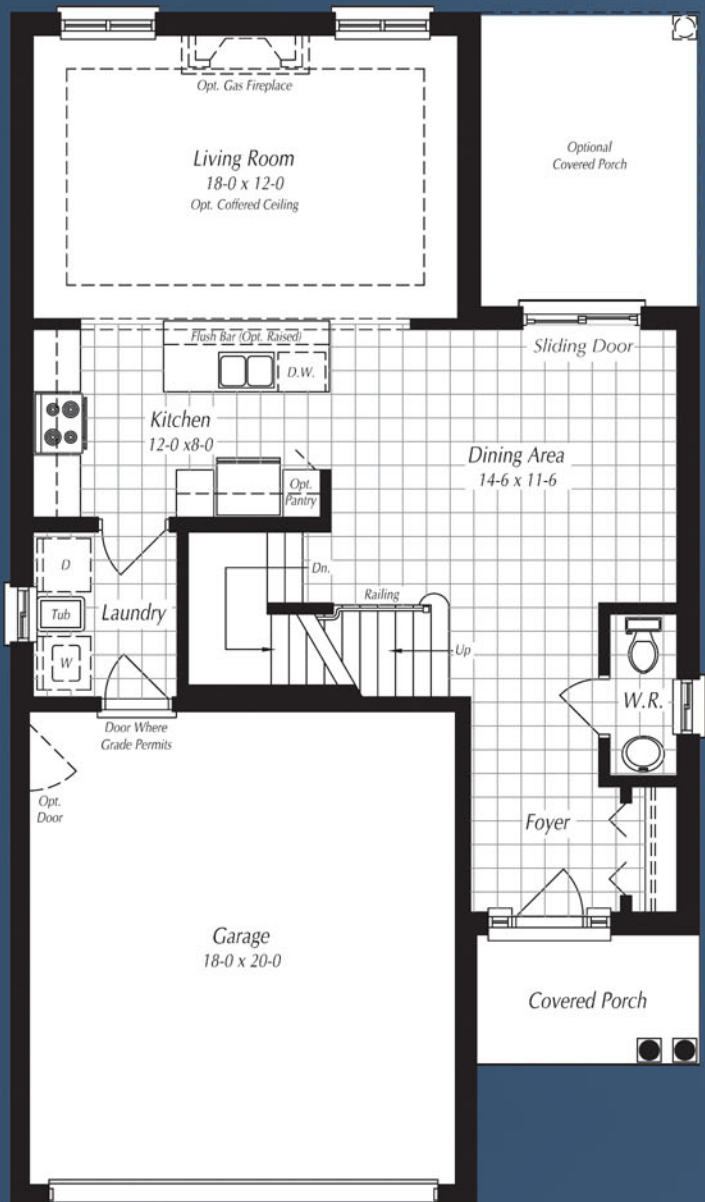 Opt. Gas Fireplace
Living Room
18-0 x 12-0
Opt. Coffered Ceiling
Optional
Covered Porch
Flush Bar (Opt. Raised)
D.W.
Sliding Door
Kitchen
12-0 x8-0
Dining Area
14-6 x 11-6
Opt.
Pantry
D
Tub
W
Laundry
Dn.
Railing
Up
W.R.
Door Where
Grade Permits
Opt.
Door
Foyer
Garage
18-0 x 20-0
Covered Porch